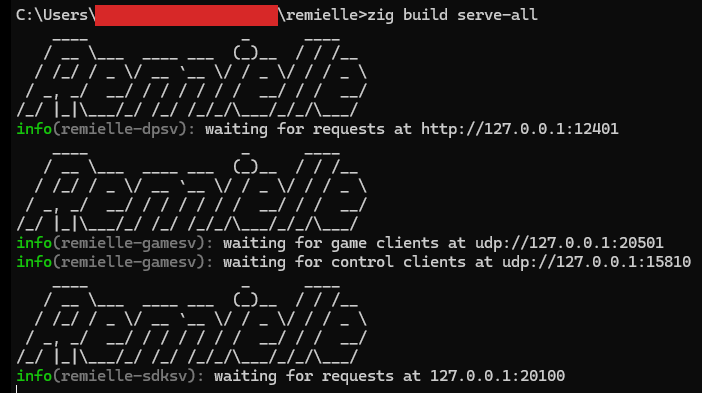 C:\Users\ \remielle>zig build serve-all
Remielle
info(remielle-dpsv): waiting for requests at http://127.0.0.1:12401
Remielle
info(remielle-gamesv): waiting for game clients at udp://127.0.0.1:20501
info(remielle-gamesv): waiting for control clients at udp://127.0.0.1:15810
Remielle
info(remielle-sdksv): waiting for requests at 127.0.0.1:20100